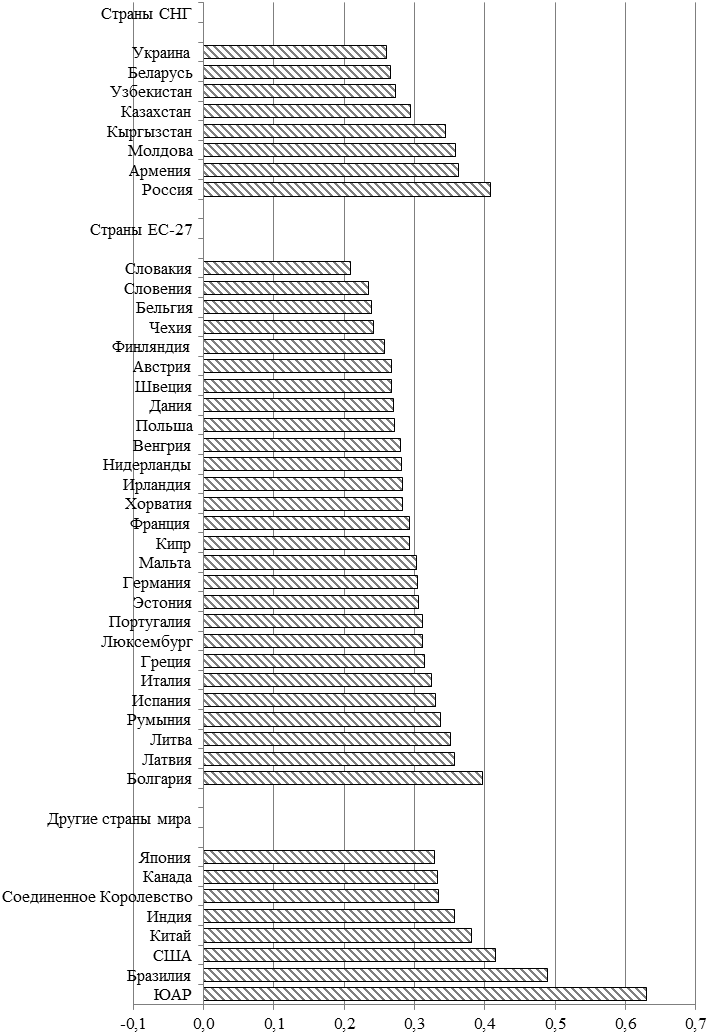 Страны СНГ
Украина
Беларусь
Узбекистан
Казахстан
Кыргызстан
Молдова
Армения
Россия
Страны ЕС-27
Словакия
Словения
Бельгия
Чехия
Финляндия
Австрия
Швеция
Дания
Польша
Венгрия
Нидерланды
Ирландия
Хорватия
Франция
Кипр
Мальта
Германия
Эстония
Португалия
Люксембург
Греция
Италия
Испания
Румыния
Литва
Латвия
Болгария
Другие страны мира
Япония
Канада
Соединенное Королевство
Индия
Китай
США
Бразилия
ЮАР
-0,1 0,0 0,1 0,2 0,3 0,4 0,5 0,6 0,7